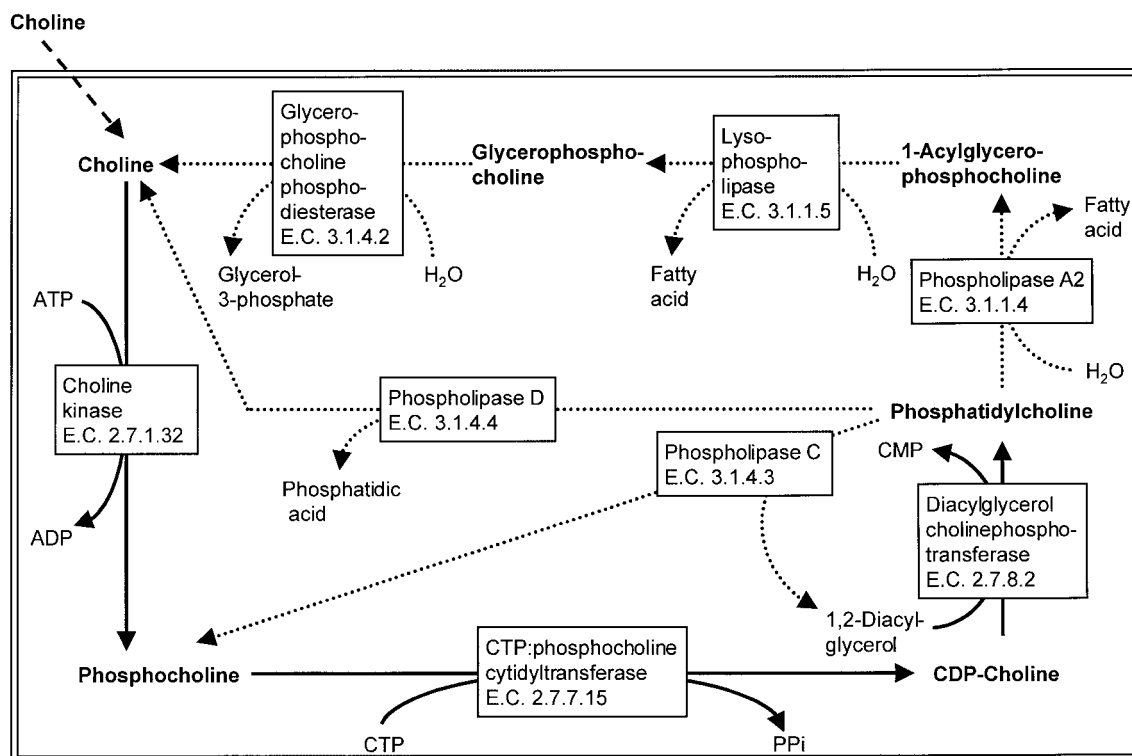 Choline
Glycero-
phospho-
choline
phospho-
diesterase
E.C. 3.1.4.2
Lyso-
phospho-
lipase
E.C. 3.1.1.5
Choline
Glycerophospho-
choline
1-Acylglycero-
phosphocholine
Fatty
acid
Glycerol-
3-phosphate
H2O
Fatty
acid
H2O
Phospholipase A2
E.C. 3.1.1.4
ATP
H2O
Choline
kinase
E.C. 2.7.1.32
Phospholipase D
E.C. 3.1.4.4
Phosphatidylcholine
Phospholipase C
E.C. 3.1.4.3
CMP
Phosphatidic
acid
Diacylglycerol
cholinephospho-
transferase
E.C. 2.7.8.2
ADP
1,2-Diacyl-
glycerol
Phosphocholine
CTP:phosphocholine
cytidyltransferase
E.C. 2.7.7.15
CDP-Choline
CTP
PPi